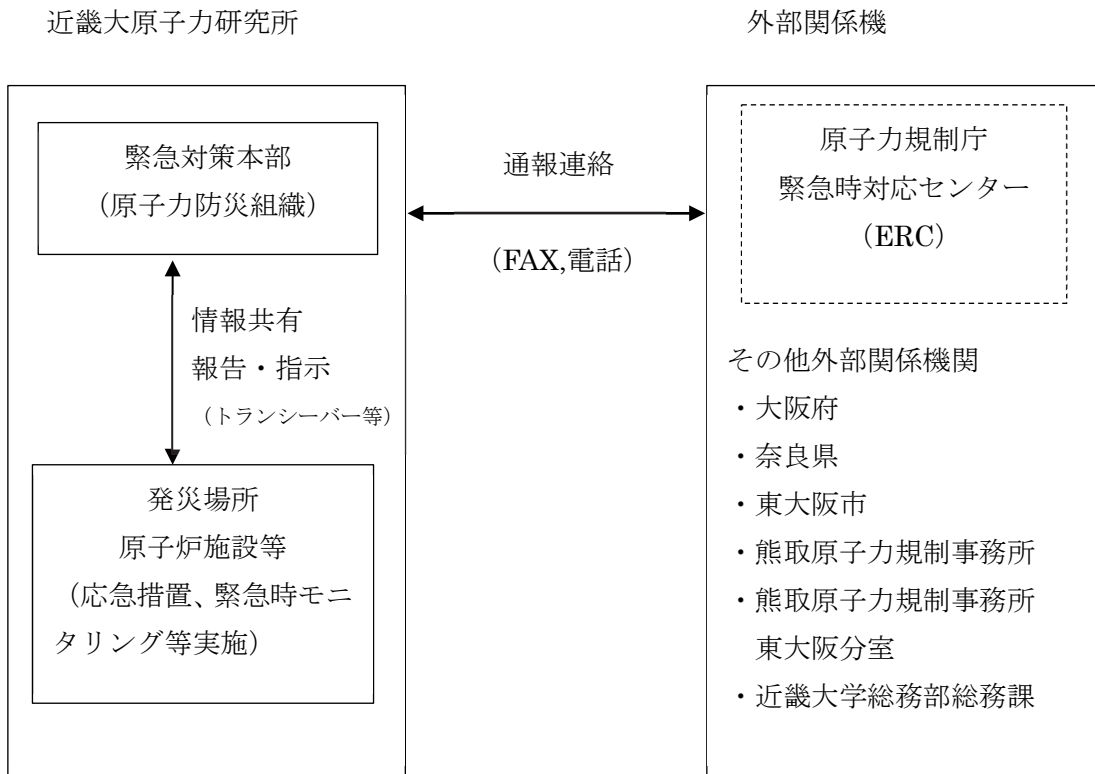 近畿大原子力研究所
外部関係機
緊急対策本部
（原子力防災組織）
情報共有
報告・指示
（トランシーバー等）
発災場所
原子炉施設等
（応急措置、緊急時モニ
タリング等実施）
通報連絡
（FAX,電話）
原子力規制庁
緊急時対応センター
（ERC）
その他外部関係機関
・大阪府
・奈良県
・東大阪市
・熊取原子力規制事務所
・熊取原子力規制事務所
東大阪分室
・近畿大学総務部総務課